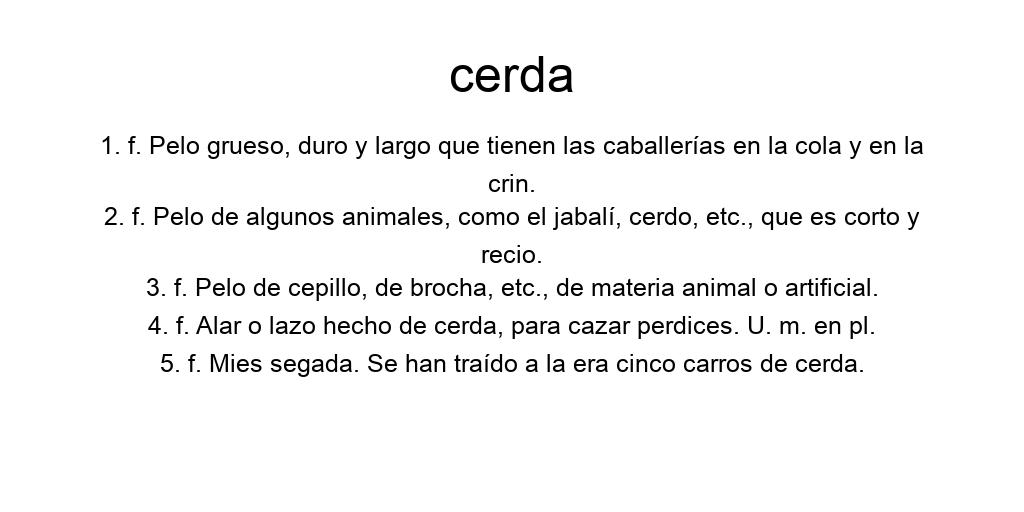 cerda
1. f. Pelo grueso, duro y largo que tienen las caballerías en la cola y en la
crin.
2. f. Pelo de algunos animales, como el jabalí, cerdo, etc., que es corto y
recio.
3. f. Pelo de cepillo, de brocha, etc., de materia animal o artificial.
4. f. Alar o lazo hecho de cerda, para cazar perdices. U. m. en pl.
5. f. Mies segada. Se han traído a la era cinco carros de cerda.